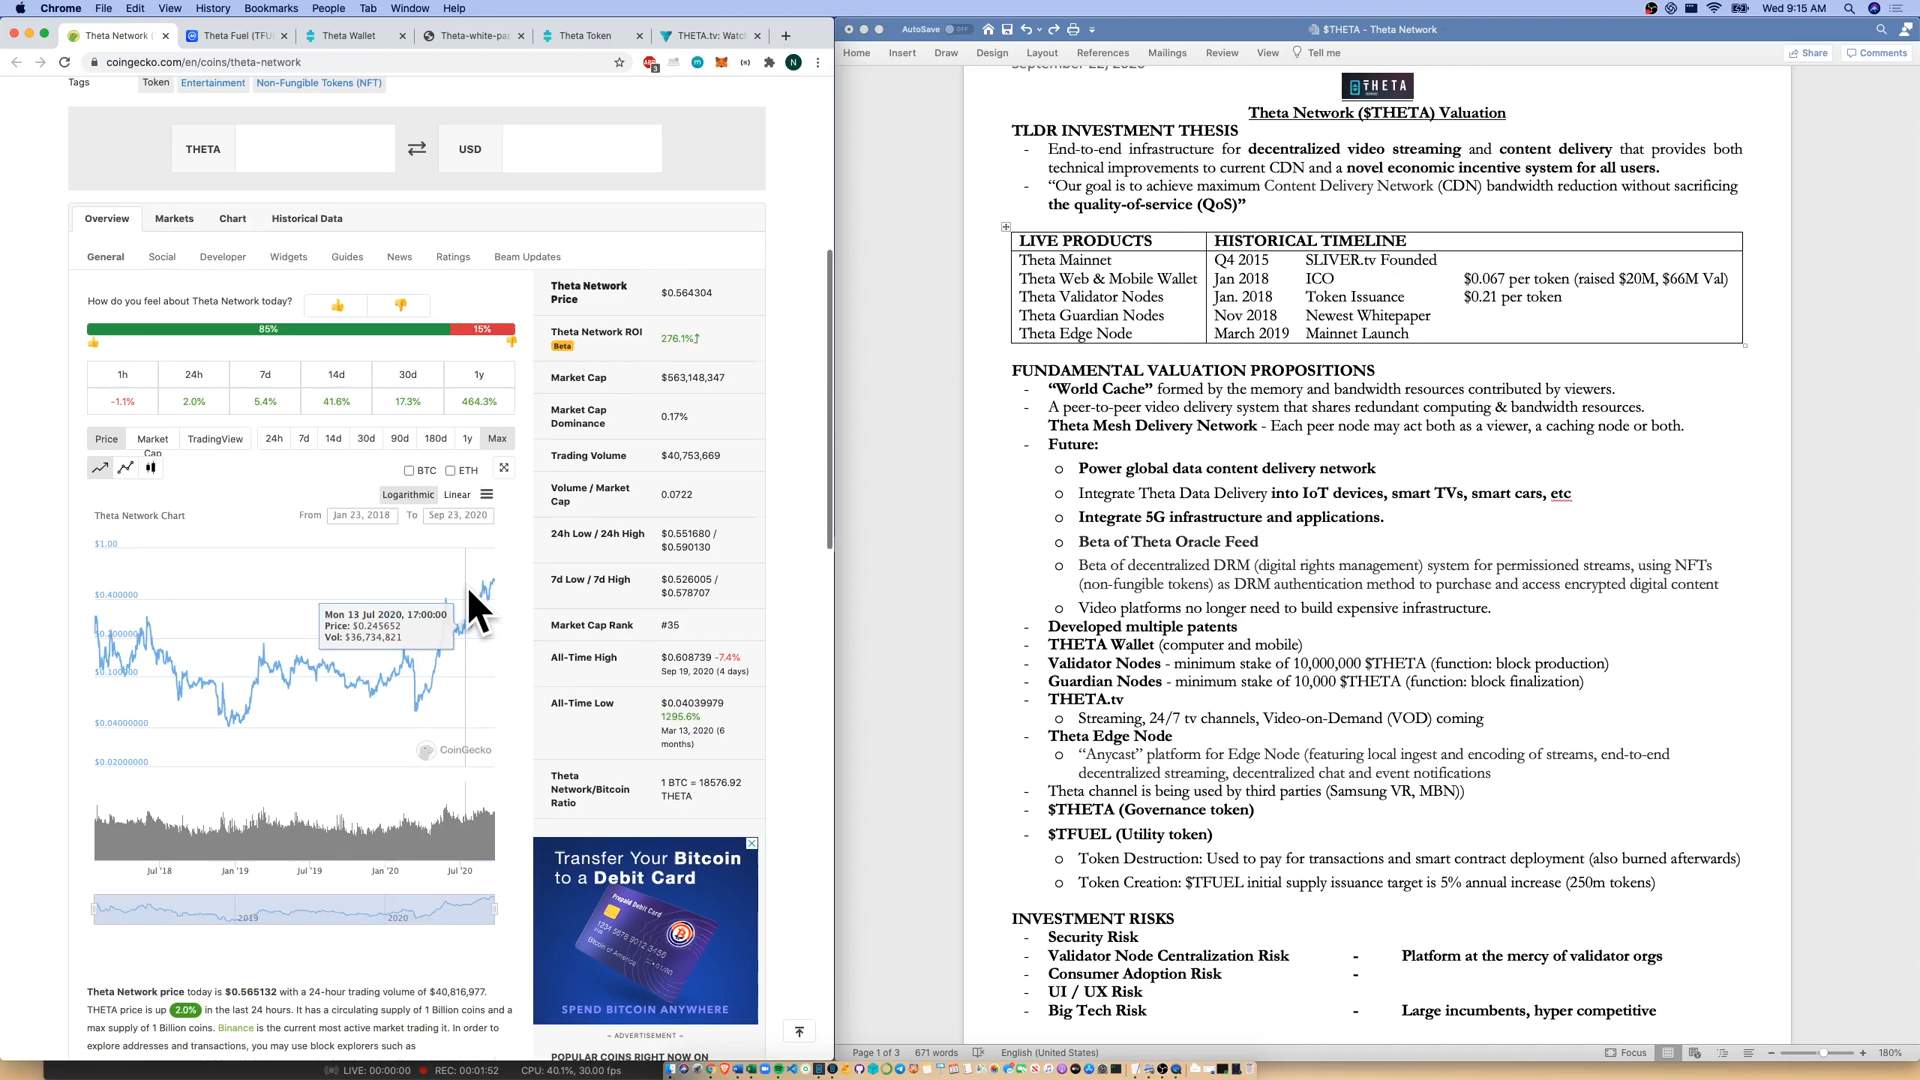 Chrome File Edit View History Bookmarks People Tab Window Help
Wed 9:15 AM
Theta Network (
Theta Fuel (TFU
Theta Wallet
Theta-white-pa
Theta Token
THETA.tv: Watc
coingecko.com/en/coins/theta-network
Tags Token Entertainment Non-Fungible Tokens (NFT)
THETA
USD
Overview Markets Chart Historical Data
General Social Developer Widgets Guides News Ratings Beam Updates
How do you feel about Theta Network today?
85% 15%
1h 24h 7d 14d 30d 1y
-1.1% 2.0% 5.4% 41.6% 17.3% 464.3%
Price Market Cap TradingView 24h 7d 14d 30d 90d 180d 1y Max
BTC ETH
Logarithmic Linear
Theta Network Chart From Jan 23, 2018 To Sep 23, 2020
$1.00
$0.400000
$0.200000
$0.100000
$0.04000000
$0.02000000
Mon 13 Jul 2020, 17:00:00
Price: $0.245652
Vol: $36,734,821
CoinGecko
Jul '18 Jan '19 Jul '19 Jan '20 Jul '20
2019 2020
Theta Network Price $0.564304
Theta Network ROI Beta 276.1%
Market Cap $563,148,347
Market Cap Dominance 0.17%
Trading Volume $40,753,669
Volume / Market Cap 0.0722
24h Low / 24h High $0.551680 / $0.590130
7d Low / 7d High $0.526005 / $0.578707
Market Cap Rank #35
All-Time High $0.608739 -7.4%
Sep 19, 2020 (4 days)
All-Time Low $0.04039979
1295.6%
Mar 13, 2020 (6 months)
Theta Network/Bitcoin Ratio 1 BTC = 18576.92 THETA
Transfer Your Bitcoin
to a Debit Card
Prepaid Debit Card
Bitcoin of America
SPEND BITCOIN ANYWHERE
~ ADVERTISEMENT ~
POPULAR COINS RIGHT NOW ON
Theta Network price today is $0.565132 with a 24-hour trading volume of $40,816,977.
THETA price is up 2.0% in the last 24 hours. It has a circulating supply of 1 Billion coins and a
max supply of 1 Billion coins. Binance is the current most active market trading it. In order to
explore addresses and transactions, you may use block explorers such as
LIVE: 00:00:00 REC: 00:01:52 CPU: 40.1%, 30.00 fps
AutoSave OFF
$THETA - Theta Network
Home Insert Draw Design Layout References Mailings Review View Tell me Share Comments
September 22, 2020
THETA
Theta Network ($THETA) Valuation
TLDR INVESTMENT THESIS
- End-to-end infrastructure for decentralized video streaming and content delivery that provides both
technical improvements to current CDN and a novel economic incentive system for all users.
- “Our goal is to achieve maximum Content Delivery Network (CDN) bandwidth reduction without sacrificing
the quality-of-service (QoS)”
LIVE PRODUCTS HISTORICAL TIMELINE
Theta Mainnet Q4 2015 SLIVER.tv Founded
Theta Web & Mobile Wallet Jan 2018 ICO $0.067 per token (raised $20M, $66M Val)
Theta Validator Nodes Jan. 2018 Token Issuance $0.21 per token
Theta Guardian Nodes Nov 2018 Newest Whitepaper
Theta Edge Node March 2019 Mainnet Launch
FUNDAMENTAL VALUATION PROPOSITIONS
- “World Cache” formed by the memory and bandwidth resources contributed by viewers.
- A peer-to-peer video delivery system that shares redundant computing & bandwidth resources.
Theta Mesh Delivery Network - Each peer node may act both as a viewer, a caching node or both.
- Future:
o Power global data content delivery network
o Integrate Theta Data Delivery into IoT devices, smart TVs, smart cars, etc
o Integrate 5G infrastructure and applications.
o Beta of Theta Oracle Feed
o Beta of decentralized DRM (digital rights management) system for permissioned streams, using NFTs
(non-fungible tokens) as DRM authentication method to purchase and access encrypted digital content
o Video platforms no longer need to build expensive infrastructure.
- Developed multiple patents
- THETA Wallet (computer and mobile)
- Validator Nodes - minimum stake of 10,000,000 $THETA (function: block production)
- Guardian Nodes - minimum stake of 10,000 $THETA (function: block finalization)
- THETA.tv
o Streaming, 24/7 tv channels, Video-on-Demand (VOD) coming
- Theta Edge Node
o “Anycast” platform for Edge Node (featuring local ingest and encoding of streams, end-to-end
decentralized streaming, decentralized chat and event notifications
- Theta channel is being used by third parties (Samsung VR, MBN))
- $THETA (Governance token)
- $TFUEL (Utility token)
o Token Destruction: Used to pay for transactions and smart contract deployment (also burned afterwards)
o Token Creation: $TFUEL initial supply issuance target is 5% annual increase (250m tokens)
INVESTMENT RISKS
- Security Risk
- Validator Node Centralization Risk - Platform at the mercy of validator orgs
- Consumer Adoption Risk -
- UI / UX Risk
- Big Tech Risk - Large incumbents, hyper competitive
Page 1 of 3 671 words English (United States) Focus 180%